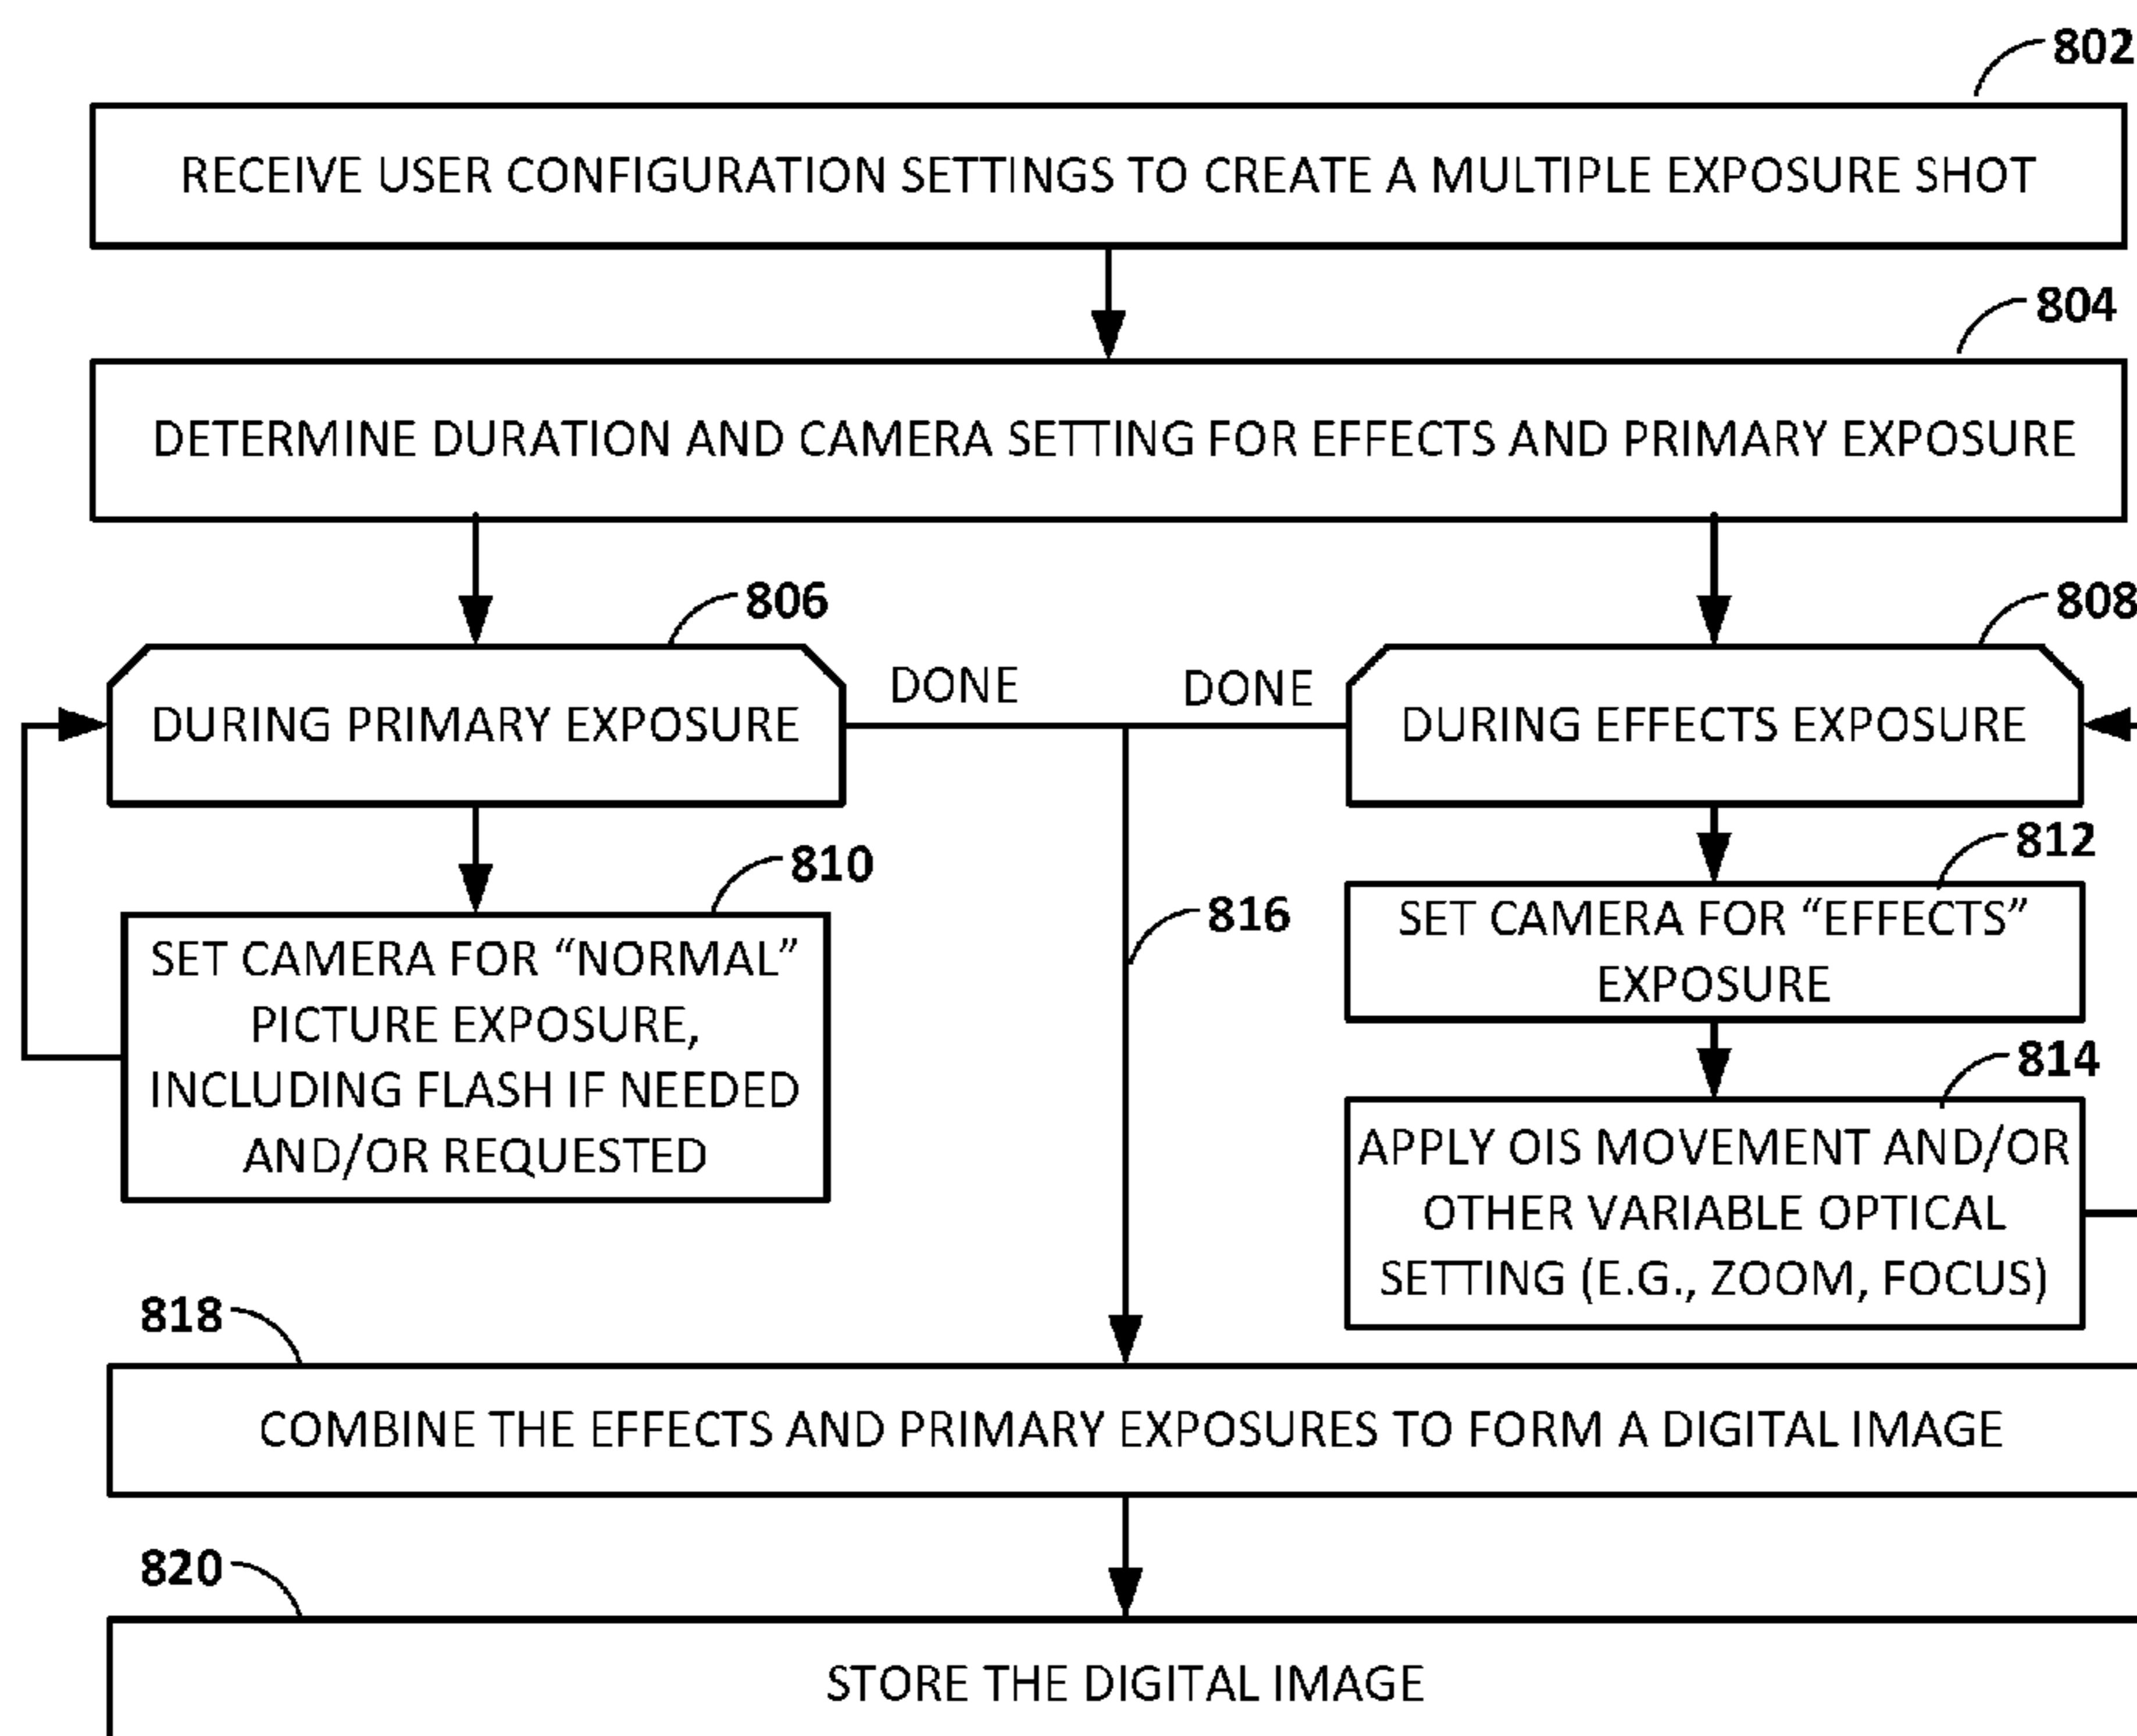 802
RECEIVE USER CONFIGURATION SETTINGS TO CREATE A MULTIPLE EXPOSURE SHOT
804
DETERMINE DURATION AND CAMERA SETTING FOR EFFECTS AND PRIMARY EXPOSURE
806
808
DURING PRIMARY EXPOSURE
DONE
DONE
DURING EFFECTS EXPOSURE
810
SET CAMERA FOR “NORMAL”
PICTURE EXPOSURE,
INCLUDING FLASH IF NEEDED
AND/OR REQUESTED
816
812
SET CAMERA FOR “EFFECTS”
EXPOSURE
814
APPLY OIS MOVEMENT AND/OR
OTHER VARIABLE OPTICAL
SETTING (E.G., ZOOM, FOCUS)
818
COMBINE THE EFFECTS AND PRIMARY EXPOSURES TO FORM A DIGITAL IMAGE
820
STORE THE DIGITAL IMAGE